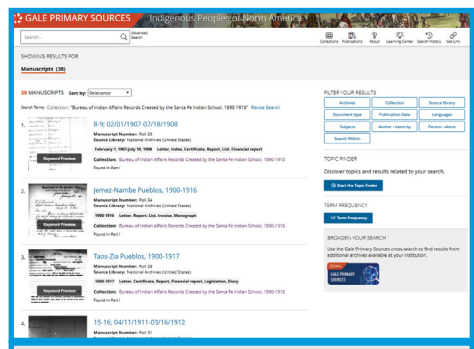 GALE PRIMARY SOURCES Indigenous Peoples of North America
Search...
Advanced Search
Collections Publications About Learning Center Search History Get Link
SHOWING RESULTS FOR
Manuscripts (38)
38 MANUSCRIPTS Sort by: Relevance
Search Terms: Collection: "Bureau of Indian Affairs Records Created by the Santa Fe Indian School, 1890-1918" Revise Search
1.
Keyword Preview
8-9; 02/01/1907-07/18/1908
Manuscript Number: Roll 29
Source Library: National Archives (United States)
February 1, 1907-July 18, 1908 Letter, Index, Certificate, Report, List, Financial report
Collection: Bureau of Indian Affairs Records Created by the Santa Fe Indian School, 1890-1918
Found in Part I
2.
Keyword Preview
Jemez-Nambe Pueblos, 1900-1916
Manuscript Number: Roll 34
Source Library: National Archives (United States)
1900-1916 Letter, Report, List, Invoice, Monograph
Collection: Bureau of Indian Affairs Records Created by the Santa Fe Indian School, 1890-1918
Found in Part I
3.
Keyword Preview
Taos-Zia Pueblos, 1900-1917
Manuscript Number: Roll 38
Source Library: National Archives (United States)
1900-1917 Letter, Certificate, Report, Financial report, Legislation, Diary
Collection: Bureau of Indian Affairs Records Created by the Santa Fe Indian School, 1890-1918
Found in Part I
4.
15-16; 04/11/1911-03/16/1912
Manuscript Number: Roll 31
FILTER YOUR RESULTS
Archives Collection Source library
Document type Publication Date Languages
Subjects Author - items by Person - about
Search Within
TOPIC FINDER
Discover topics and results related to your search.
Start the Topic Finder
TERM FREQUENCY
Term Frequency
BROADEN YOUR SEARCH
Use the Gale Primary Sources cross-search to find results from
additional archives available at your institution.
GALE PRIMARY
SOURCES